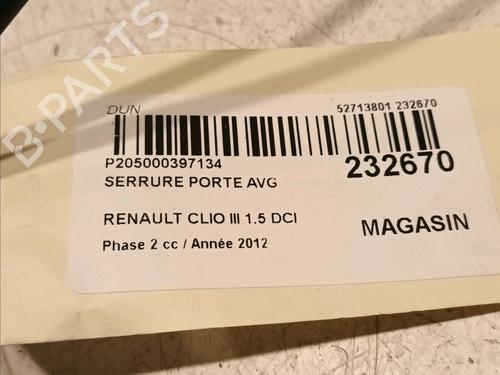 DUN
52713801 232670
P205000397134
232670
SERRURE PORTE AVG
RENAULT CLIO III 1.5 DCI
MAGASIN
Phase 2 cc / Année 2012
B-PARTS